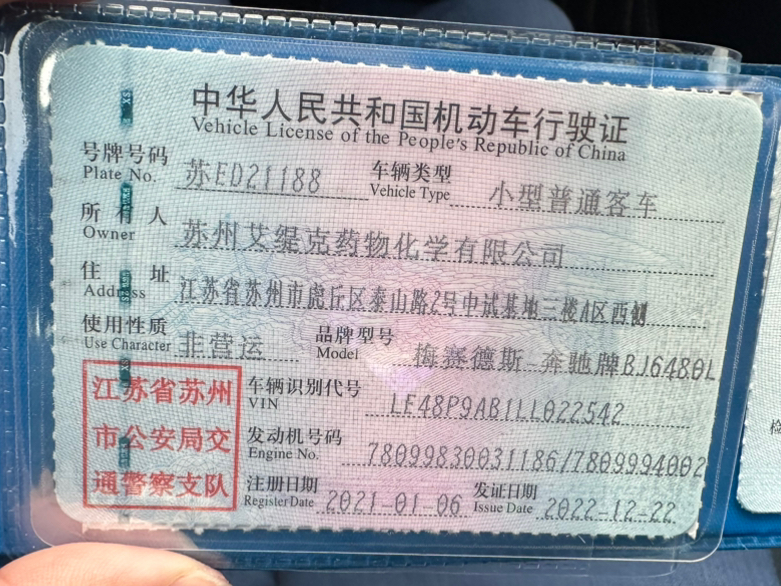 中华人民共和国机动车行驶证
Vehicle License of the People's Republic of China
号牌号码 苏ED21188 车辆类型 小型普通客车
Plate No. Vehicle Type
所有人 苏州艾缇克药物化学有限公司
Owner
住址 江苏省苏州市虎丘区泰山路2号中试基地三楼A区西侧
Address
使用性质 非营运 品牌型号 梅赛德斯-奔驰牌BJ6480L
Use Character Model
江苏省苏州
市公安局交
通警察支队
车辆识别代号 LE48P9AB1LL022542
VIN
发动机号码 78099830031186/7809994002
Engine No.
注册日期 2021-01-06 发证日期 2022-12-22
Register Date Issue Date
检